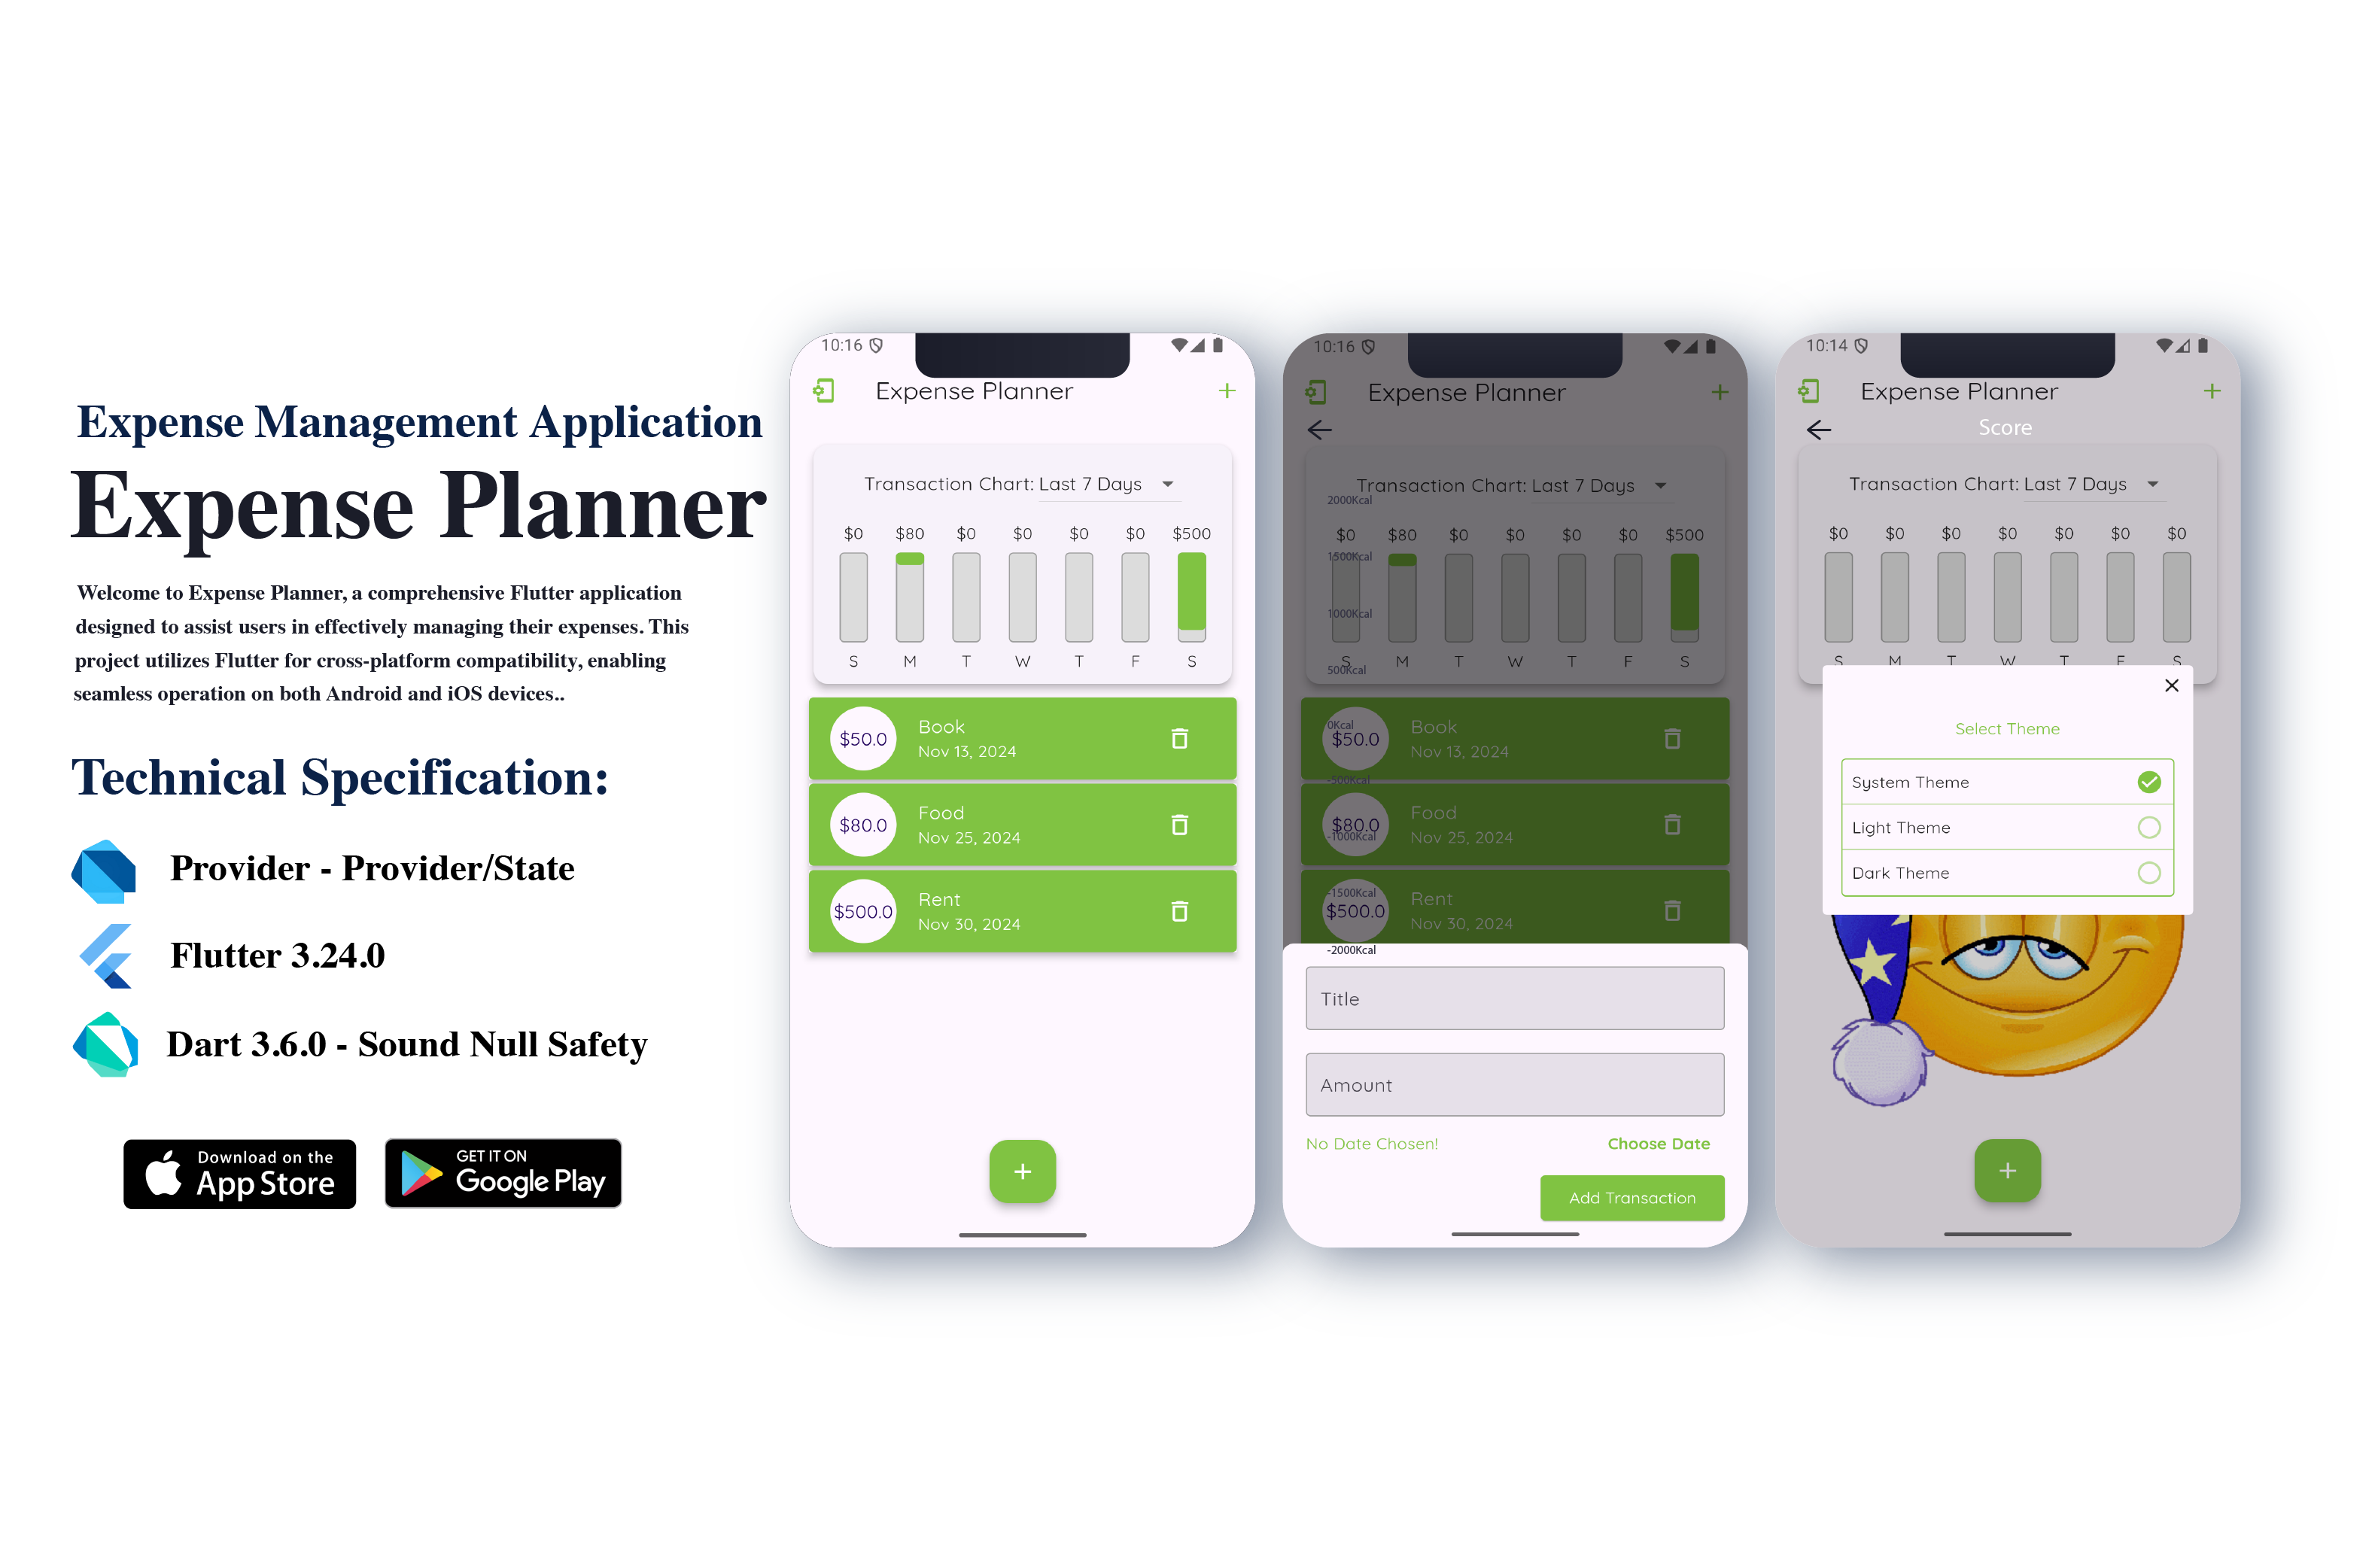 Expense Management Application
Expense Planner
Welcome to Expense Planner, a comprehensive Flutter application
designed to assist users in effectively managing their expenses. This
project utilizes Flutter for cross-platform compatibility, enabling
seamless operation on both Android and iOS devices..
Technical Specification:
Provider - Provider/State
Flutter 3.24.0
Dart 3.6.0 - Sound Null Safety
Download on the
App Store
GET IT ON
Google Play
10:16
Expense Planner
+
Transaction Chart: Last 7 Days
$0 $80 $0 $0 $0 $0 $500
S M T W T F S
$50.0
Book
Nov 13, 2024
$80.0
Food
Nov 25, 2024
$500.0
Rent
Nov 30, 2024
+
10:16
Expense Planner
+
Transaction Chart: Last 7 Days
2000Kcal
$0 $80 $0 $0 $0 $0 $500
1500Kcal
1000Kcal
S M T W T F S
500Kcal
0Kcal
$50.0
Book
Nov 13, 2024
-500Kcal
$80.0
Food
Nov 25, 2024
-1000Kcal
-1500Kcal
$500.0
Rent
Nov 30, 2024
-2000Kcal
Title
Amount
No Date Chosen!
Choose Date
Add Transaction
10:14
Expense Planner
+
Score
Transaction Chart: Last 7 Days
$0 $0 $0 $0 $0 $0 $0
S M T W T F S
Select Theme
System Theme
Light Theme
Dark Theme
+